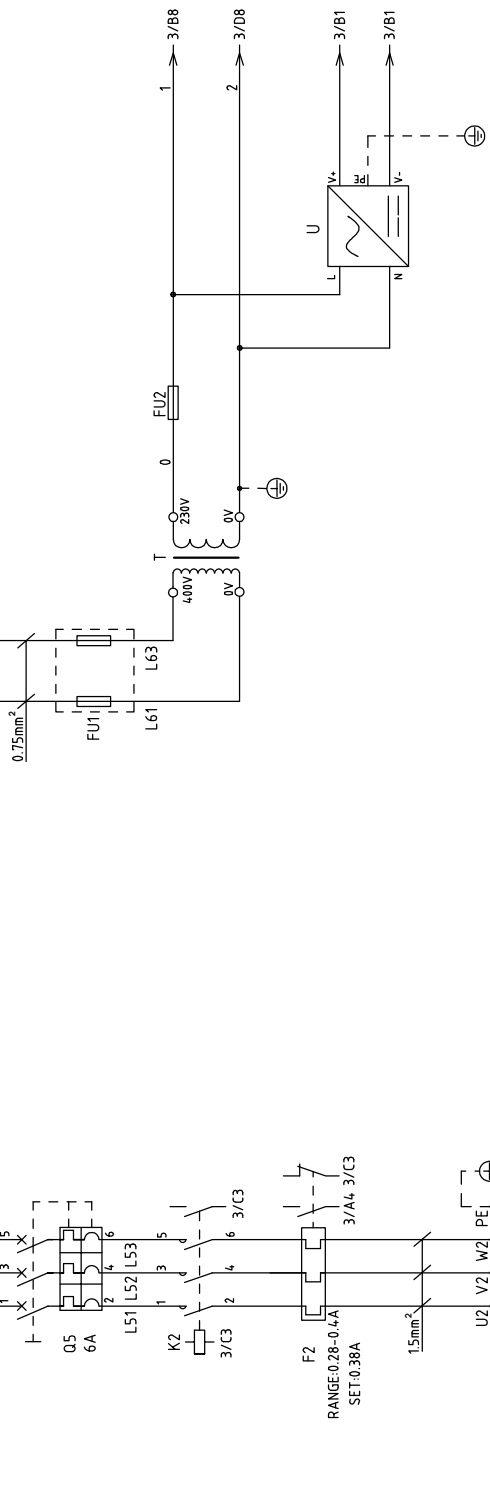 3/B8
3/D8
3/B1
3/B1
1
2
V+
PE
V-
U
L
N
FU2
0
230V
0V
T
400V
0V
L63
L61
FU1
0.75mm²
5
3
1
6
4
2
L53
L52
L51
Q5
6A
5
3
1
6
4
2
3/C3
K2
3/C3
3/A4
3/C3
F2
RANGE:0.28-0.4A
SET:0.38A
1.5mm²
PE
W2
V2
U2